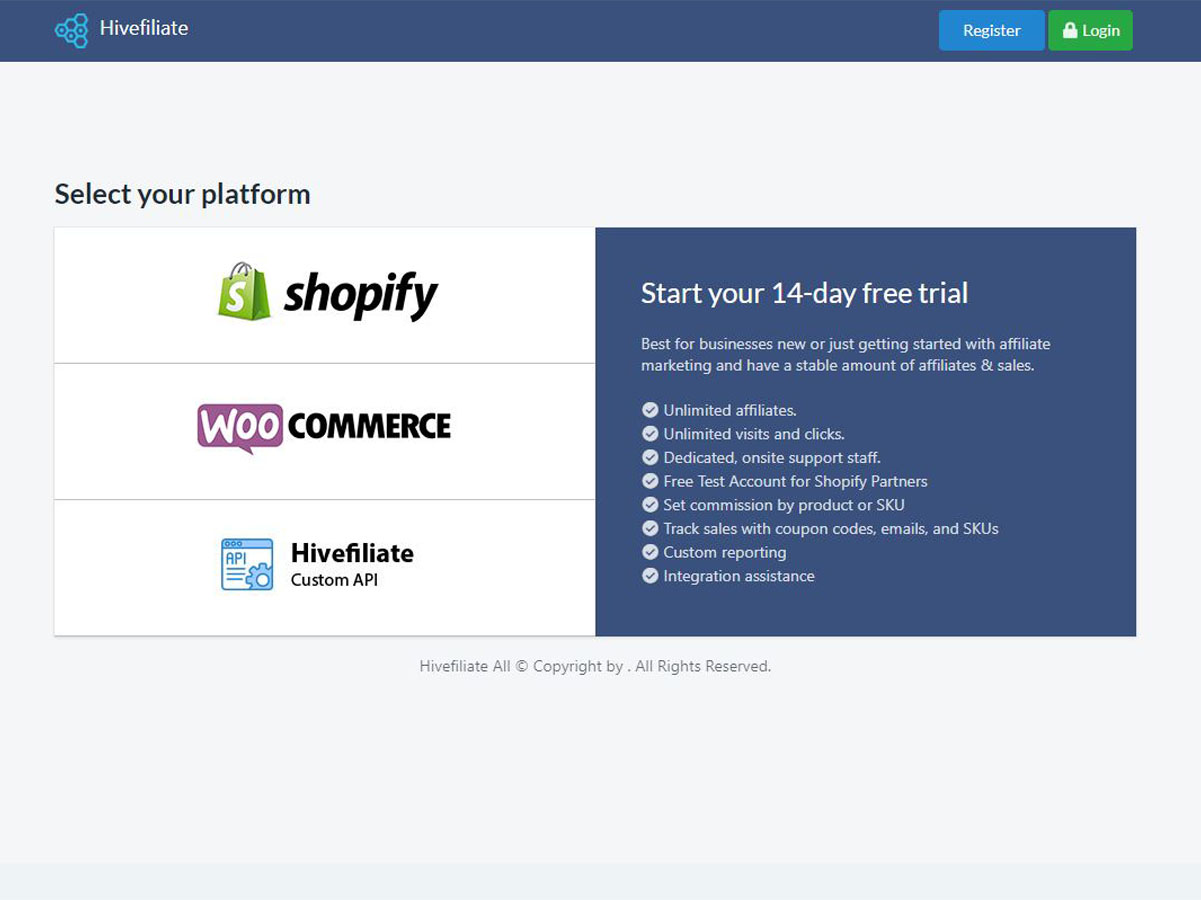 Hivefiliate
Register
Login
Select your platform
shopify
WOO COMMERCE
API
Hivefiliate
Custom API
Start your 14-day free trial
Best for businesses new or just getting started with affiliate
marketing and have a stable amount of affiliates & sales.
Unlimited affiliates.
Unlimited visits and clicks.
Dedicated, onsite support staff.
Free Test Account for Shopify Partners
Set commission by product or SKU
Track sales with coupon codes, emails, and SKUs
Custom reporting
Integration assistance
Hivefiliate All © Copyright by . All Rights Reserved.